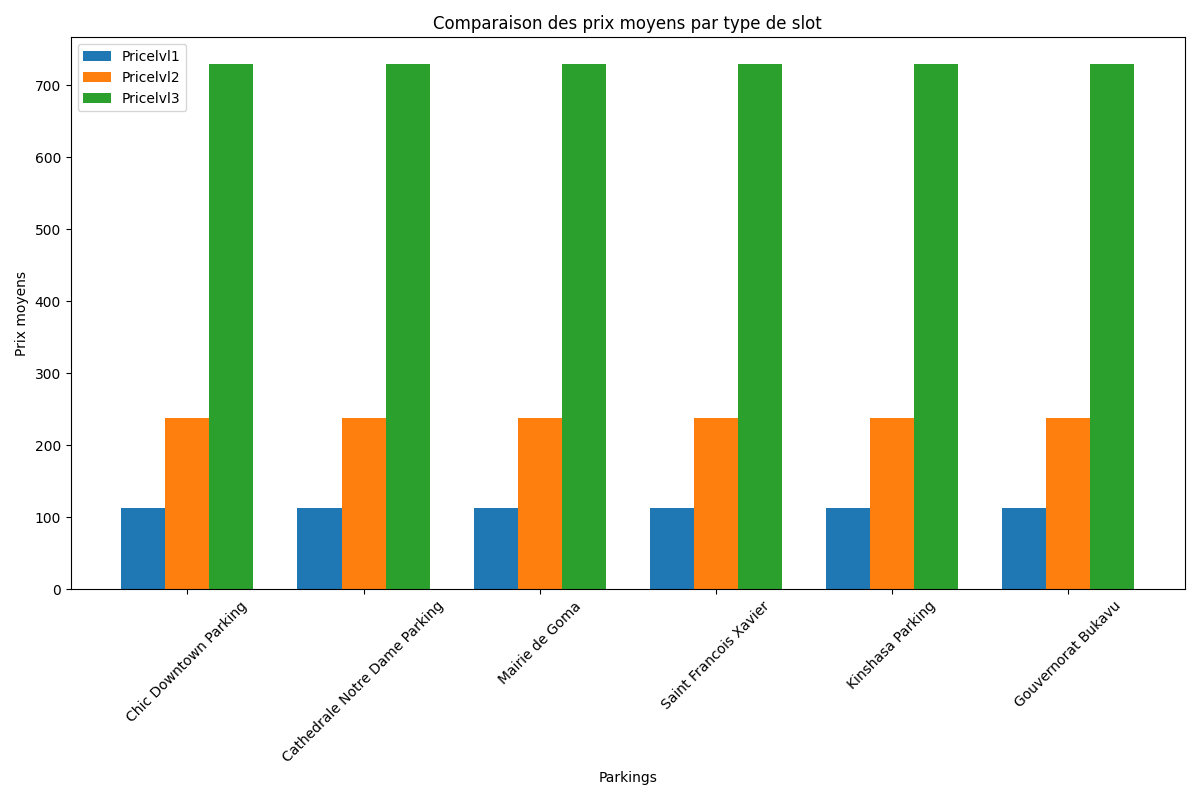 Comparaison des prix moyens par type de slot
Pricelvl1
Pricelvl2
Pricelvl3
Prix moyens
700
600
500
400
300
200
100
0
Chic Downtown Parking
Cathedrale Notre Dame Parking
Mairie de Goma
Saint Francois Xavier
Kinshasa Parking
Gouvernorat Bukavu
Parkings